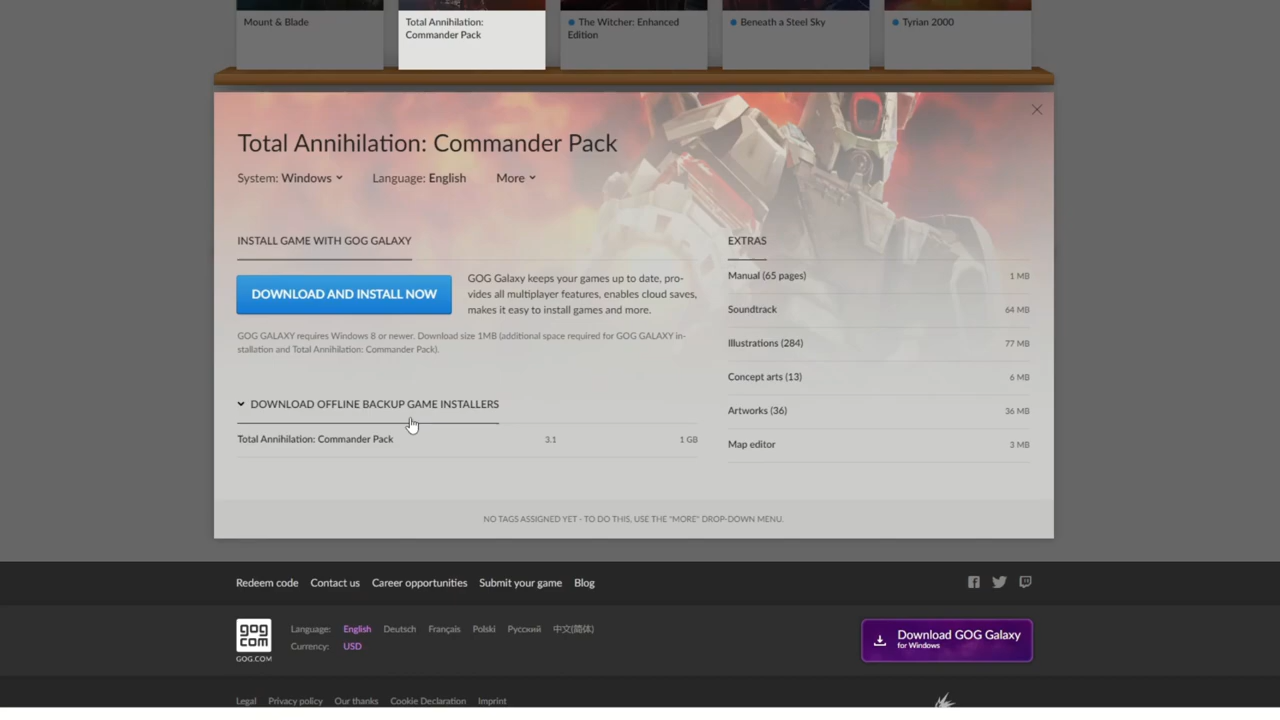 Mount & Blade
Total Annihilation:
Commander Pack
The Witcher: Enhanced
Edition
Beneath a Steel Sky
Tyrian 2000
Total Annihilation: Commander Pack
System: Windows
Language: English
More
INSTALL GAME WITH GOG GALAXY
DOWNLOAD AND INSTALL NOW
GOG Galaxy keeps your games up to date, pro-
vides all multiplayer features, enables cloud saves,
makes it easy to install games and more.
GOG GALAXY requires Windows 8 or newer. Download size 1MB (additional space required for GOG GALAXY in-
stallation and Total Annihilation: Commander Pack).
DOWNLOAD OFFLINE BACKUP GAME INSTALLERS
Total Annihilation: Commander Pack 3.1 1 GB
EXTRAS
Manual (65 pages) 1 MB
Soundtrack 64 MB
Illustrations (284) 77 MB
Concept arts (13) 6 MB
Artworks (36) 36 MB
Map editor 3 MB
NO TAGS ASSIGNED YET - TO DO THIS, USE THE "MORE" DROP-DOWN MENU.
Redeem code Contact us Career opportunities Submit your game Blog
gog
com
GOG.COM
Language: English Deutsch Français Polski Русский 中文(简体)
Currency: USD
Download GOG Galaxy
for Windows
Legal Privacy policy Our thanks Cookie Declaration Imprint